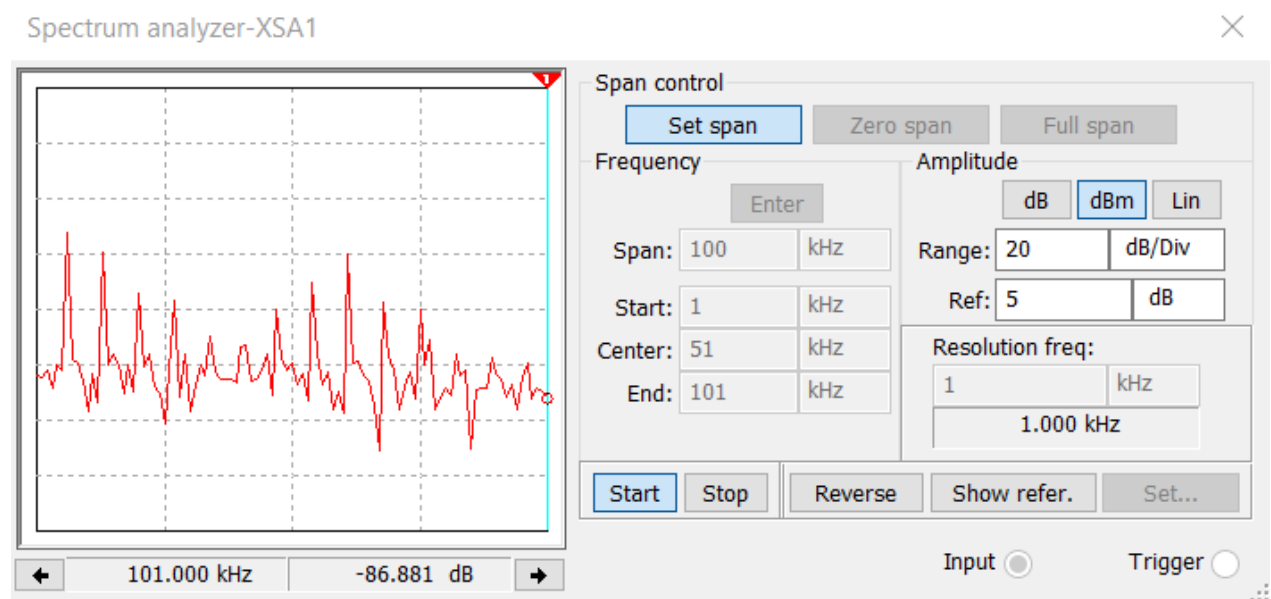 Spectrum analyzer-XSA1
1
Span control
Set span Zero span Full span
Frequency
Enter
Span: 100 kHz
Start: 1 kHz
Center: 51 kHz
End: 101 kHz
Amplitude
dB dBm Lin
Range: 20 dB/Div
Ref: 5 dB
Resolution freq:
1 kHz
1.000 kHz
Start Stop Reverse Show refer. Set...
101.000 kHz -86.881 dB
Input Trigger